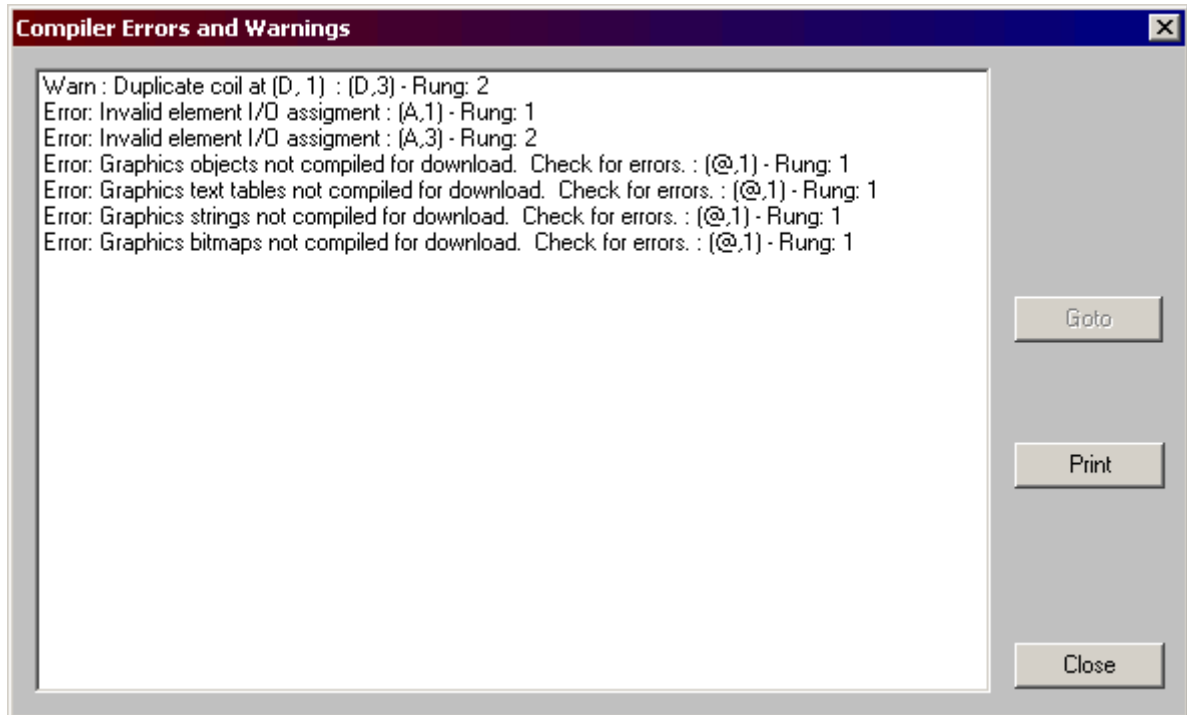 Compiler Errors and Warnings
Warn : Duplicate coil at (D, 1)  : (D,3) - Rung: 2
Error: Invalid element I/O assigment : (A,1) - Rung: 1
Error: Invalid element I/O assigment : (A,3) - Rung: 2
Error: Graphics objects not compiled for download.  Check for errors. : (@,1) - Rung: 1
Error: Graphics text tables not compiled for download.  Check for errors. : (@,1) - Rung: 1
Error: Graphics strings not compiled for download.  Check for errors. : (@,1) - Rung: 1
Error: Graphics bitmaps not compiled for download.  Check for errors. : (@,1) - Rung: 1
Goto
Print
Close